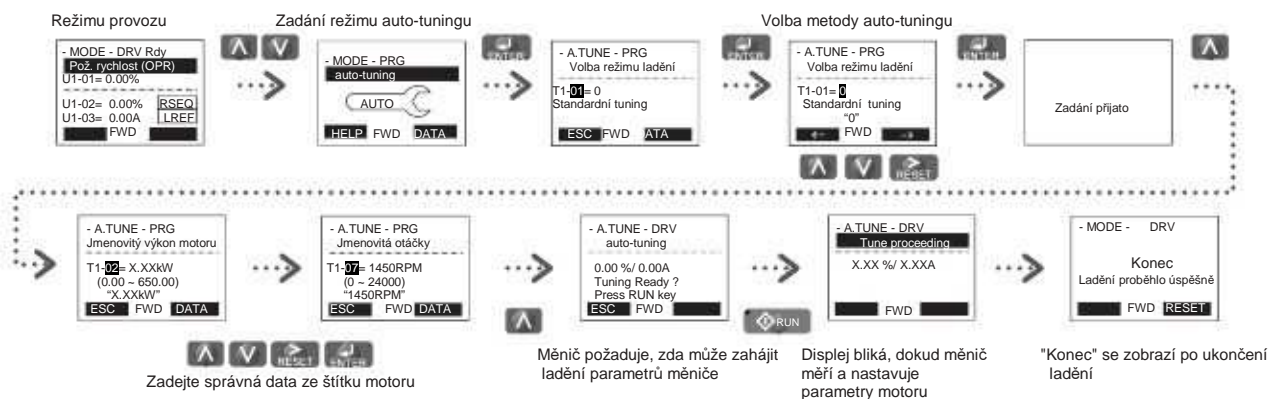 Režimu provozu
Zadání režimu auto-tuningu
Volba metody auto-tuningu
- MODE - DRV Rdy
Pož. rychlost (OPR)
U1-01= 0.00%
U1-02= 0.00% RSEQ
U1-03= 0.00A LREF
FWD
- MODE - PRG
auto-tuning
AUTO
HELP FWD DATA
ENTER
- A.TUNE - PRG
Volba režimu ladění
T1-01= 0
Standardní tuning
ESC FWD ATA
ENTER
- A.TUNE - PRG
Volba režimu ladění
T1-01= 0
Standardní tuning
"0"
FWD
RESET
ENTER
Zadání přijato
- A.TUNE - PRG
Jmenovitý výkon motoru
T1-02= X.XXkW
(0.00 ~ 650.00)
"X.XXkW"
ESC FWD DATA
- A.TUNE - PRG
Jmenovitá otáčky
T1-07= 1450RPM
(0 ~ 24000)
"1450RPM"
ESC FWD DATA
RESET ENTER
Zadejte správná data ze štítku motoru
- A.TUNE - DRV
auto-tuning
0.00 %/ 0.00A
Tuning Ready ?
Press RUN key
ESC FWD
Měnič požaduje, zda může zahájit
ladění parametrů měniče
RUN
- A.TUNE - DRV
Tune proceeding
X.XX %/ X.XXA
FWD
Displej bliká, dokud měnič
měří a nastavuje
parametry motoru
- MODE - DRV
Konec
Ladění proběhlo úspěšně
FWD RESET
"Konec" se zobrazí po ukončení
ladění